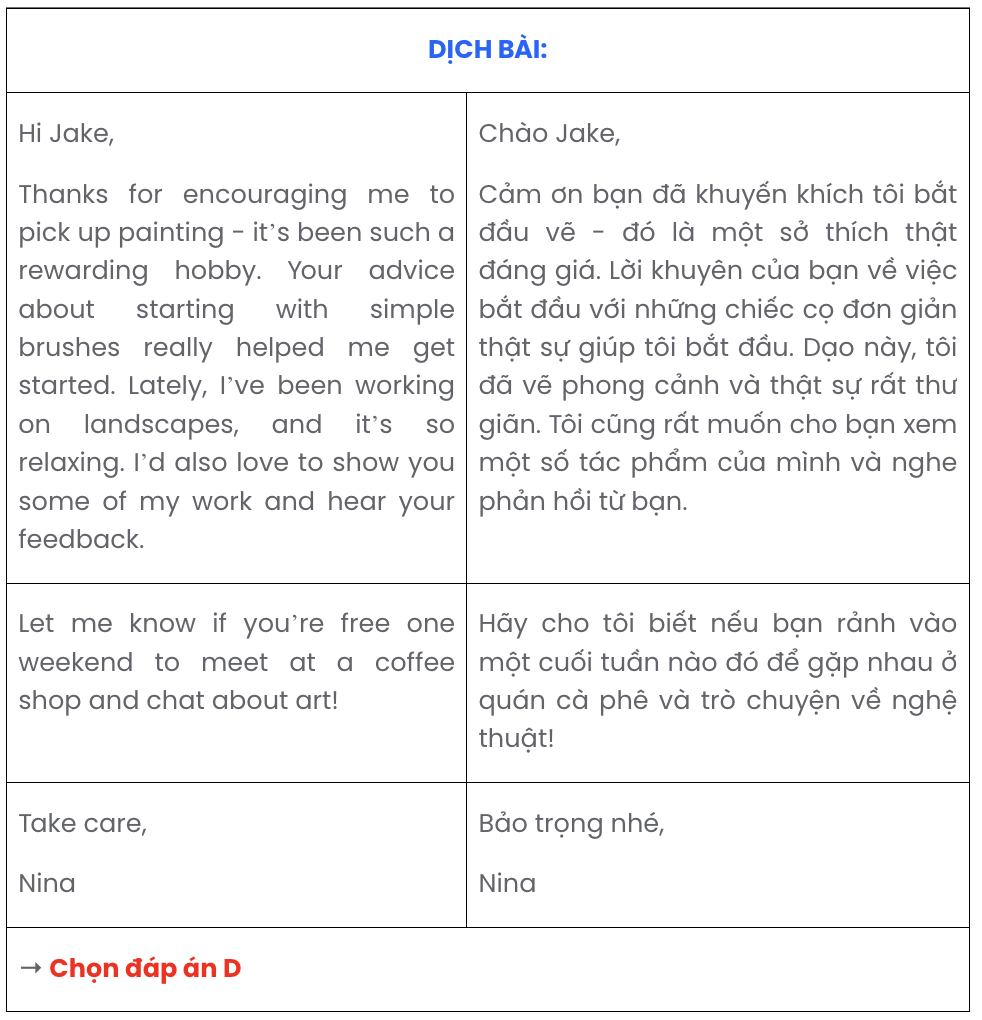 DỊCH BÀI:
Hi Jake,
Thanks for encouraging me to
pick up painting - it’s been such a
rewarding hobby. Your advice
about starting with simple
brushes really helped me get
started. Lately, I’ve been working
on landscapes, and it’s so
relaxing. I’d also love to show you
some of my work and hear your
feedback.
Chào Jake,
Cảm ơn bạn đã khuyến khích tôi bắt
đầu vẽ - đó là một sở thích thật
đáng giá. Lời khuyên của bạn về việc
bắt đầu với những chiếc cọ đơn giản
thật sự giúp tôi bắt đầu. Dạo này, tôi
đã vẽ phong cảnh và thật sự rất thư
giãn. Tôi cũng rất muốn cho bạn xem
một số tác phẩm của mình và nghe
phản hồi từ bạn.
Let me know if you’re free one
weekend to meet at a coffee
shop and chat about art!
Hãy cho tôi biết nếu bạn rảnh vào
một cuối tuần nào đó để gặp nhau ở
quán cà phê và trò chuyện về nghệ
thuật!
Take care,
Nina
Bảo trọng nhé,
Nina
→ Chọn đáp án D